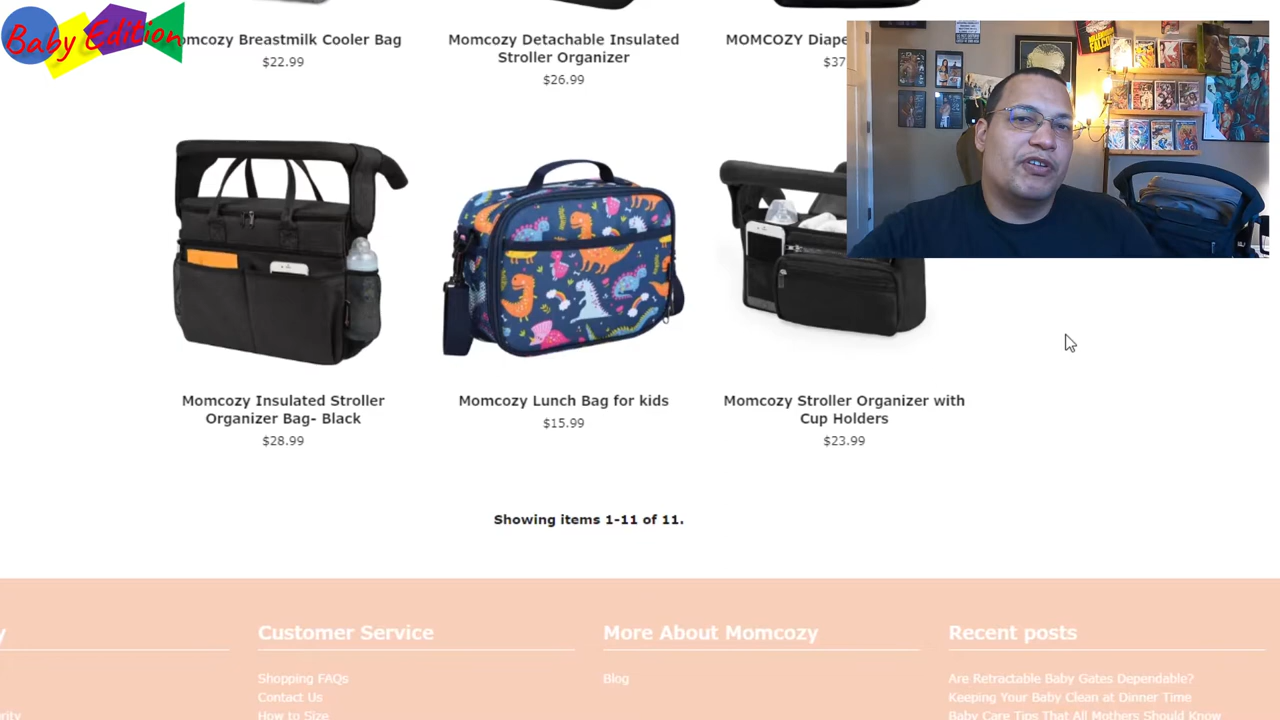 Baby Edition
Momcozy Breastmilk Cooler Bag
$22.99
Momcozy Detachable Insulated
Stroller Organizer
$26.99
MOMCOZY Diape
$37
Momcozy Insulated Stroller
Organizer Bag- Black
$28.99
Momcozy Lunch Bag for kids
$15.99
Momcozy Stroller Organizer with
Cup Holders
$23.99
Showing items 1-11 of 11.
Customer Service
Shopping FAQs
Contact Us
How to Size
More About Momcozy
Blog
Recent posts
Are Retractable Baby Gates Dependable?
Keeping Your Baby Clean at Dinner Time
Baby Care Tips That All Mothers Should Know